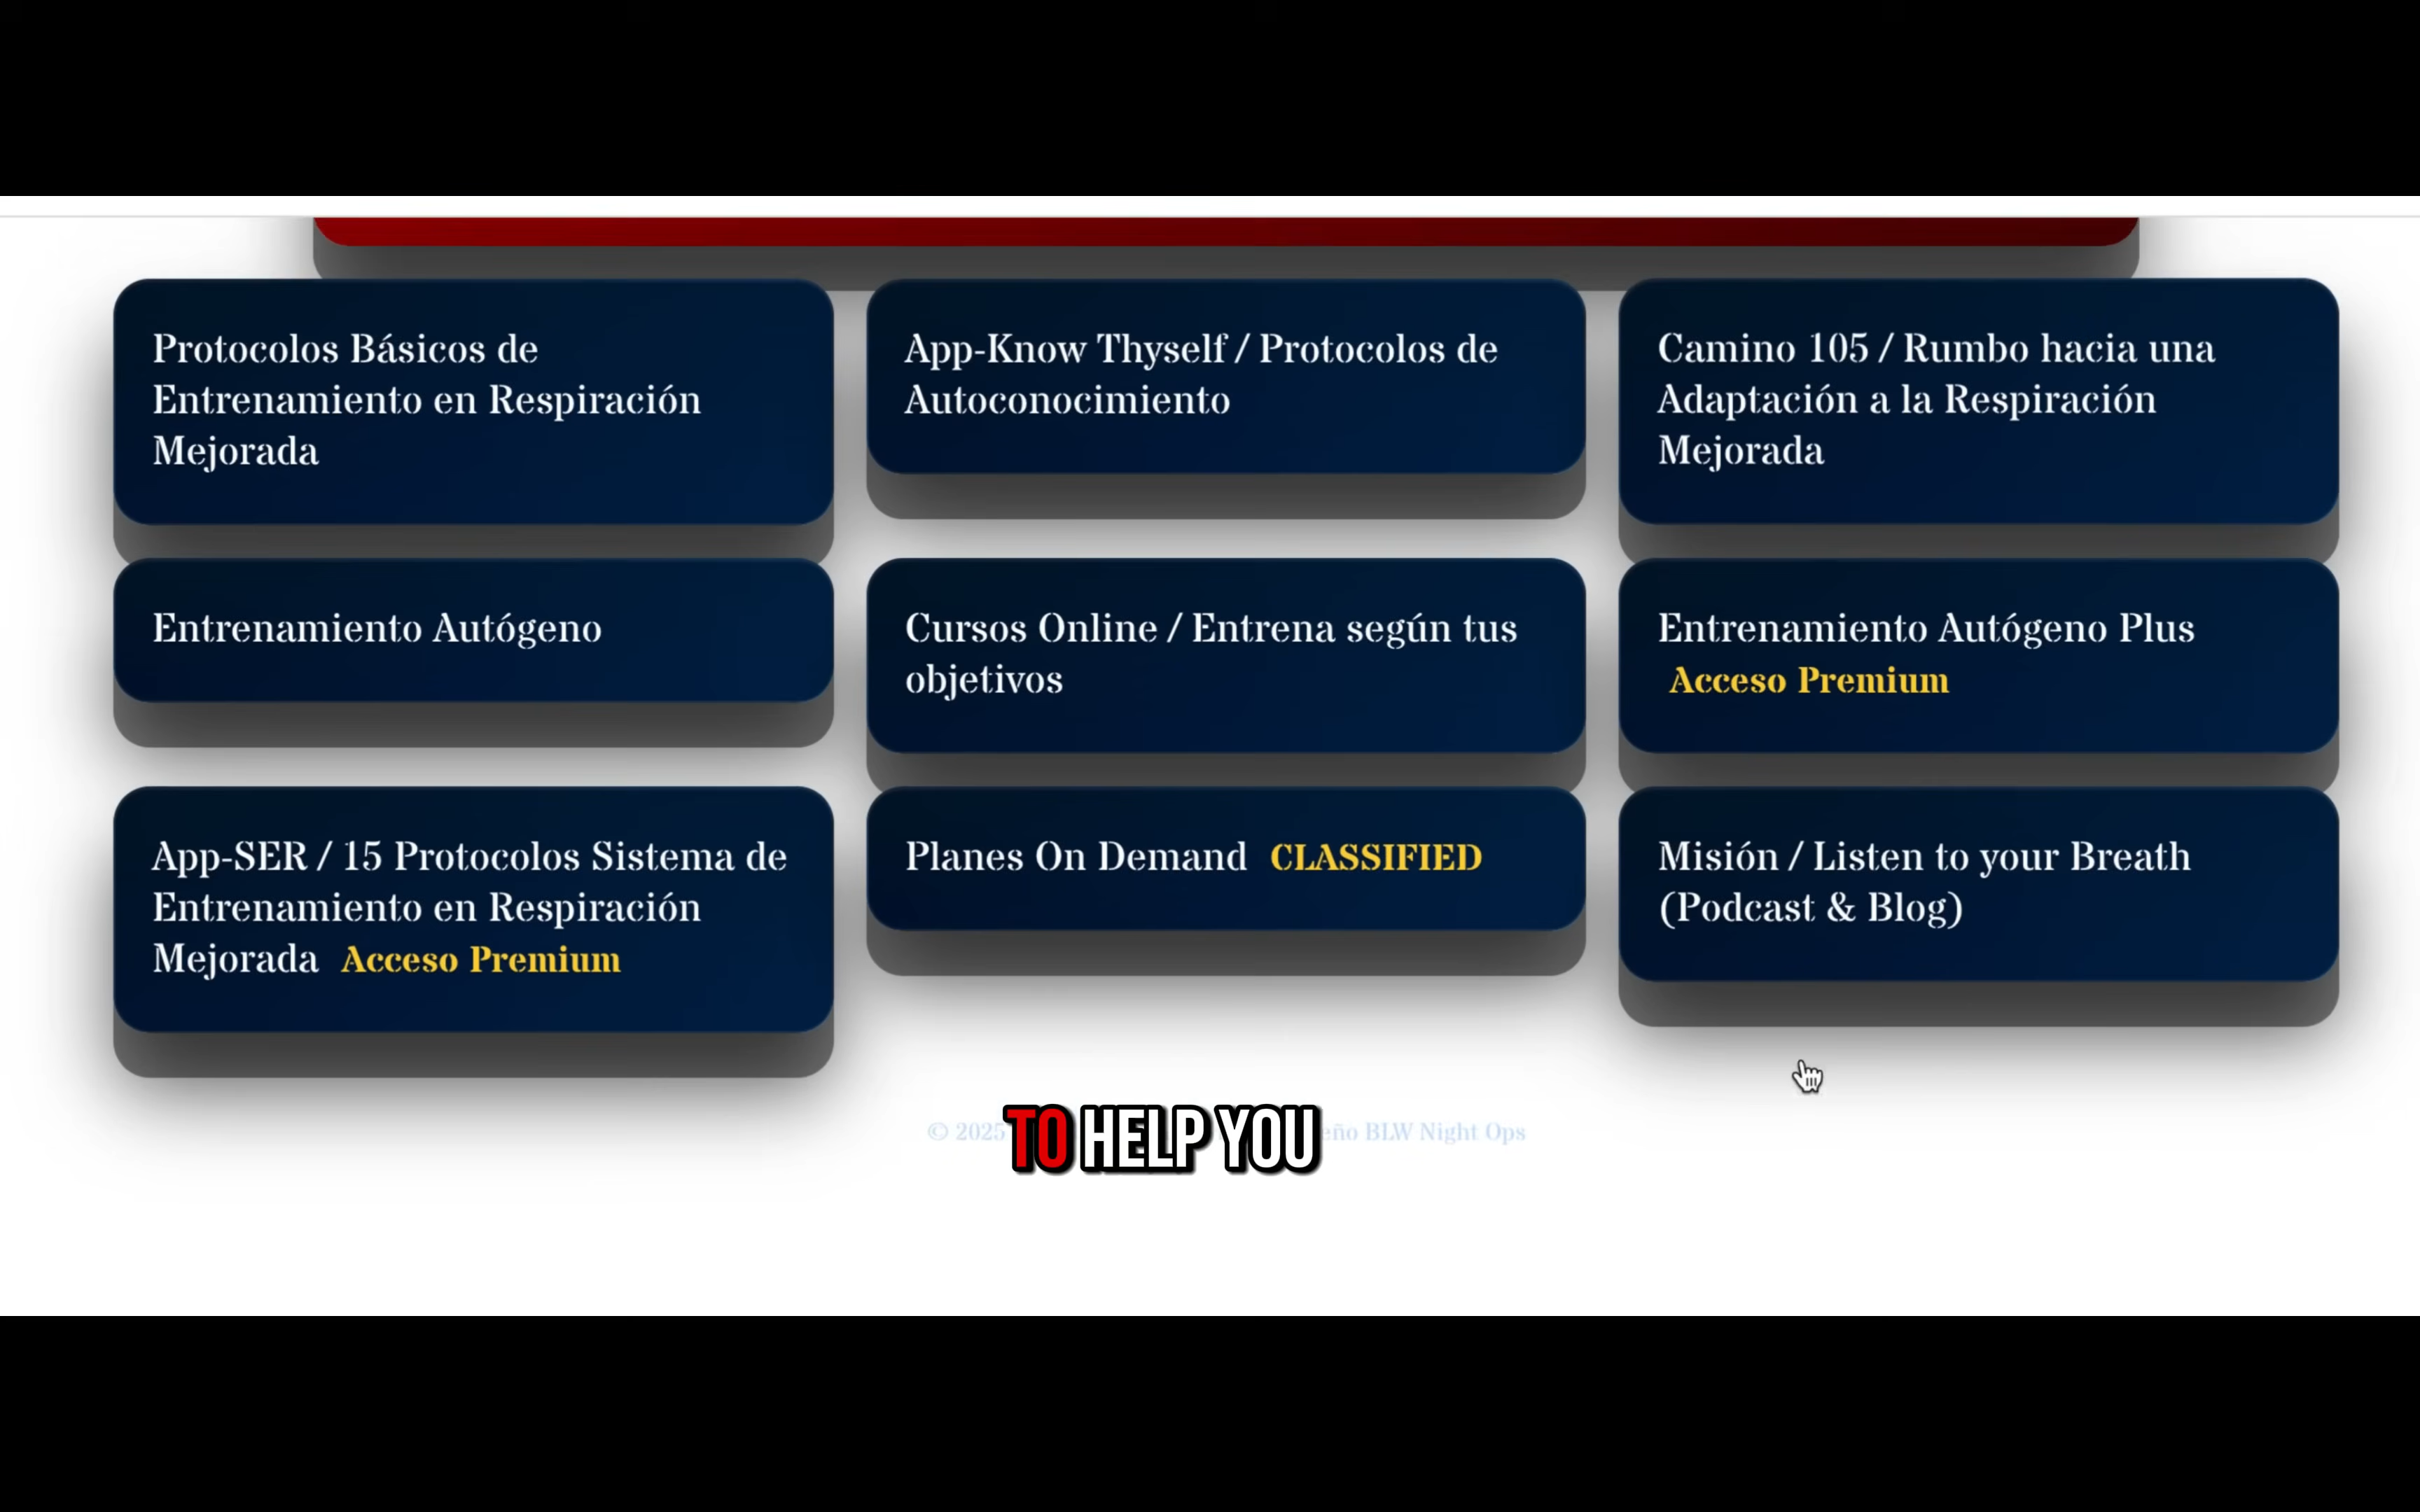 Protocolos Básicos de
Entrenamiento en Respiración
Mejorada
App-Know Thyself / Protocolos de
Autoconocimiento
Camino 105 / Rumbo hacia una
Adaptación a la Respiración
Mejorada
Entrenamiento Autógeno
Cursos Online / Entrena según tus
objetivos
Entrenamiento Autógeno Plus
Acceso Premium
App-SER / 15 Protocolos Sistema de
Entrenamiento en Respiración
Mejorada Acceso Premium
Planes On Demand CLASSIFIED
Misión / Listen to your Breath
(Podcast & Blog)
TO HELP YOU
© 2025 BLW Night Ops